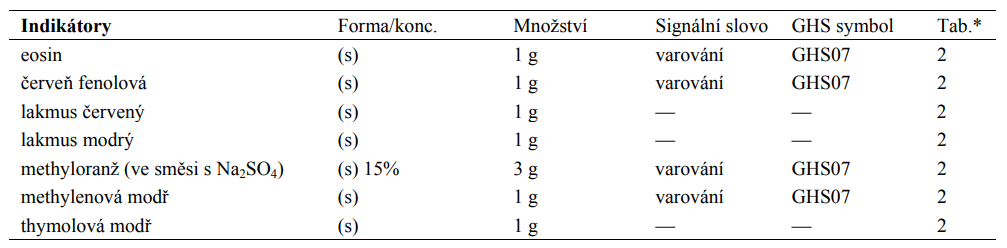 Indikátory Forma/konc. Množství Signální slovo GHS symbol Tab.*
eosin (s) 1 g varování GHS07 2
červeň fenolová (s) 1 g varování GHS07 2
lakmus červený (s) 1 g — — 2
lakmus modrý (s) 1 g — — 2
methyloranž (ve směsi s Na₂SO₄) (s) 15% 3 g varování GHS07 2
methylenová modř (s) 1 g varování GHS07 2
thymolová modř (s) 1 g — — 2